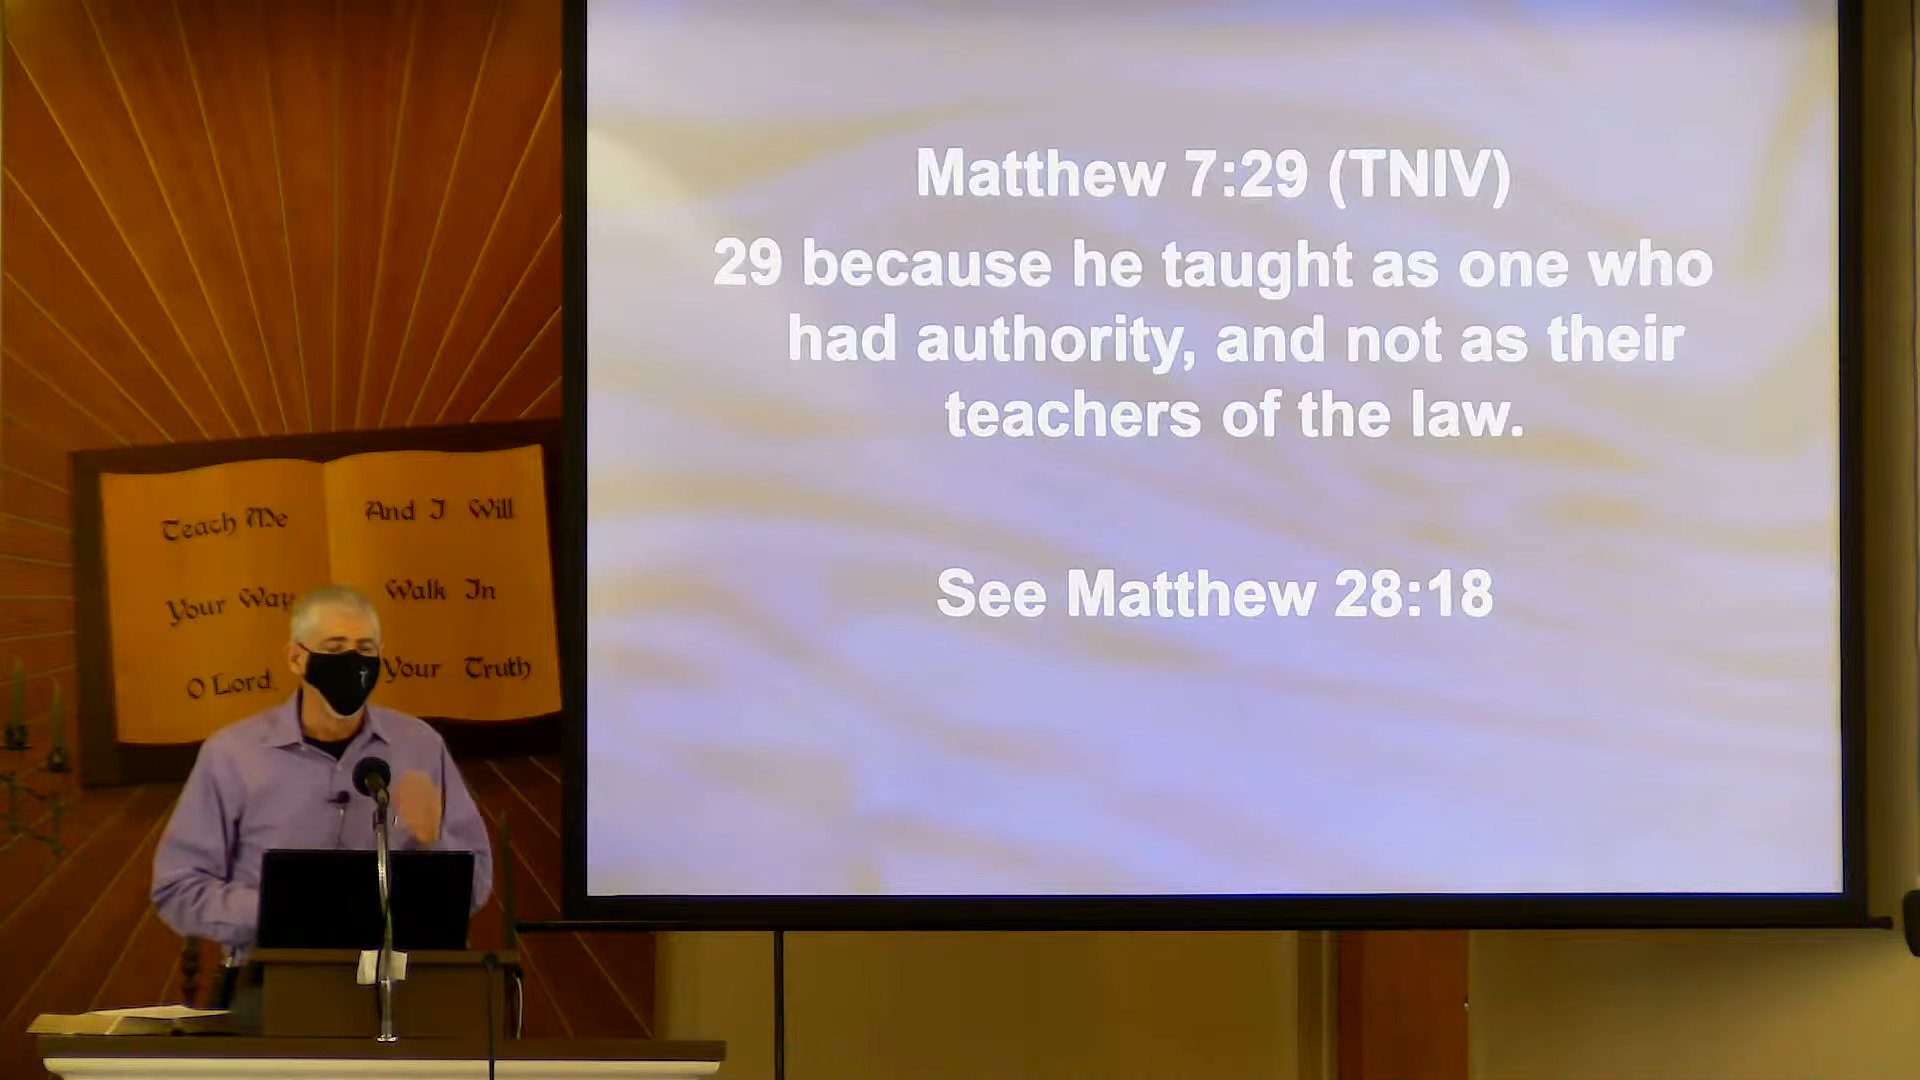 Matthew 7:29 (TNIV)
29 because he taught as one who
had authority, and not as their
teachers of the law.
See Matthew 28:18
Teach Me
Your Way
O Lord,
And I Will
Walk In
Your Truth